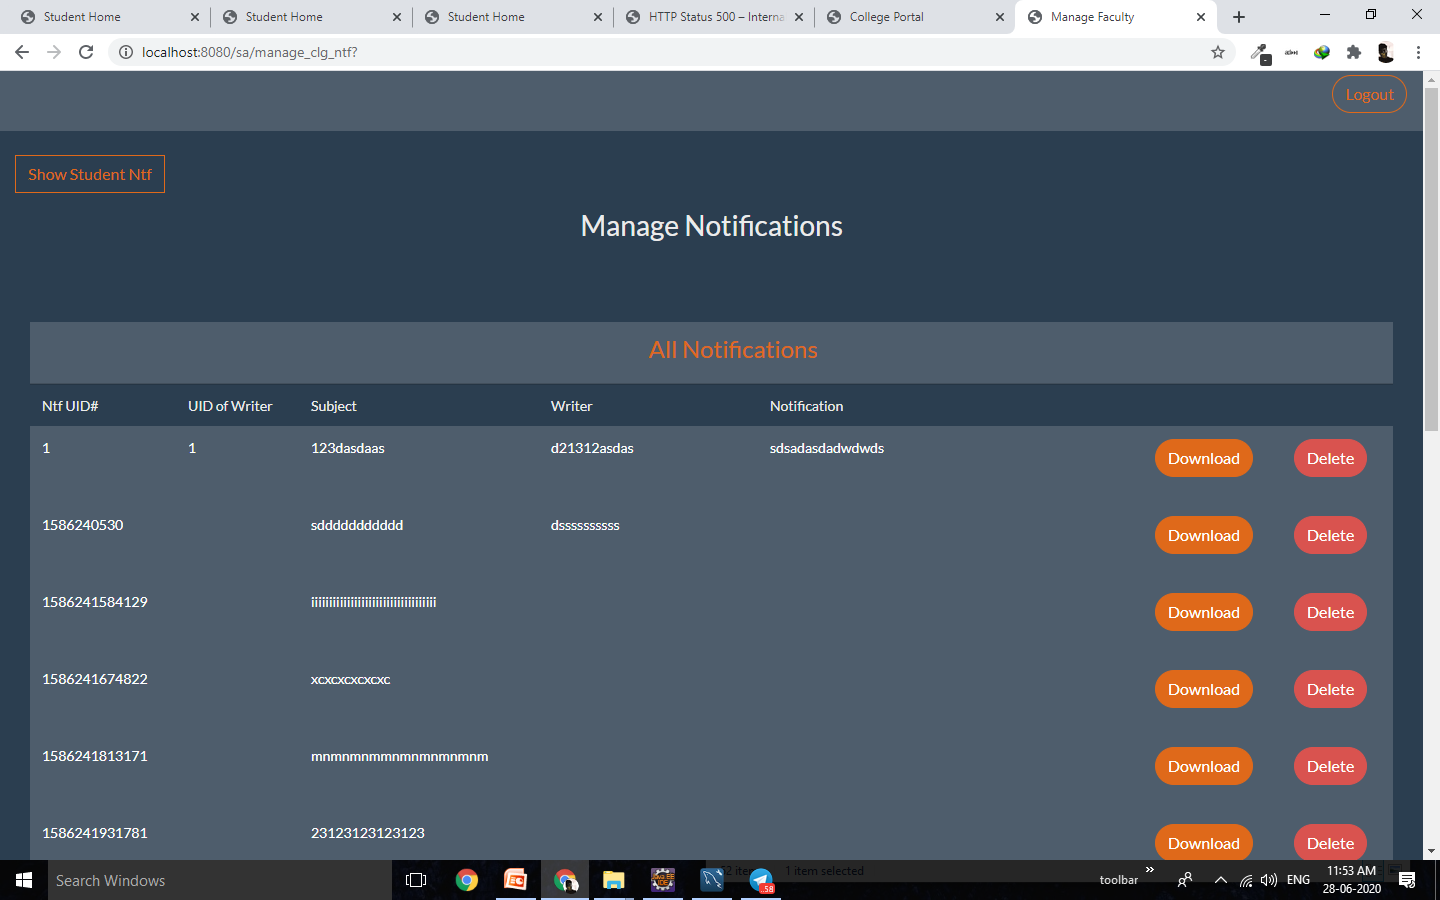 Student Home
Student Home
Student Home
HTTP Status 500 – Interna
College Portal
Manage Faculty
localhost:8080/sa/manage_clg_ntf?
Logout
Show Student Ntf
Manage Notifications
All Notifications
Ntf UID# UID of Writer Subject Writer Notification
1 1 123dasdaas d21312asdas sdsadasdadwdwds Download Delete
1586240530 sddddddddddd dssssssssss Download Delete
1586241584129 Download Delete
1586241674822 xcxcxcxcxcxc Download Delete
1586241813171 mnmnmnmmnmnmnmnmnm Download Delete
1586241931781 23123123123123 Download Delete
Search Windows
1 item selected
58
toolbar
ENG
11:53 AM
28-06-2020